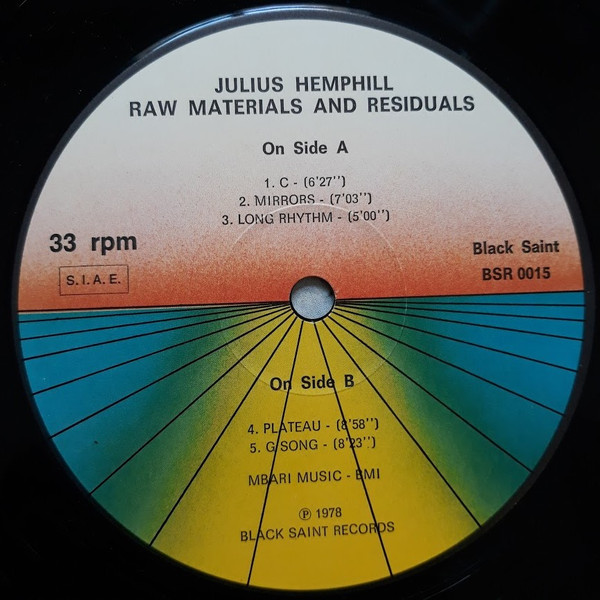 JULIUS HEMPHILL
RAW MATERIALS AND RESIDUALS
On Side A
1. C - (6'27'')
2. MIRRORS - (7'03'')
3. LONG RHYTHM - (5'00'')
33 rpm
S.I.A.E.
Black Saint
BSR 0015
On Side B
4. PLATEAU - (8'58'')
5. G SONG - (8'23'')
MBARI MUSIC - BMI
℗ 1978
BLACK SAINT RECORDS